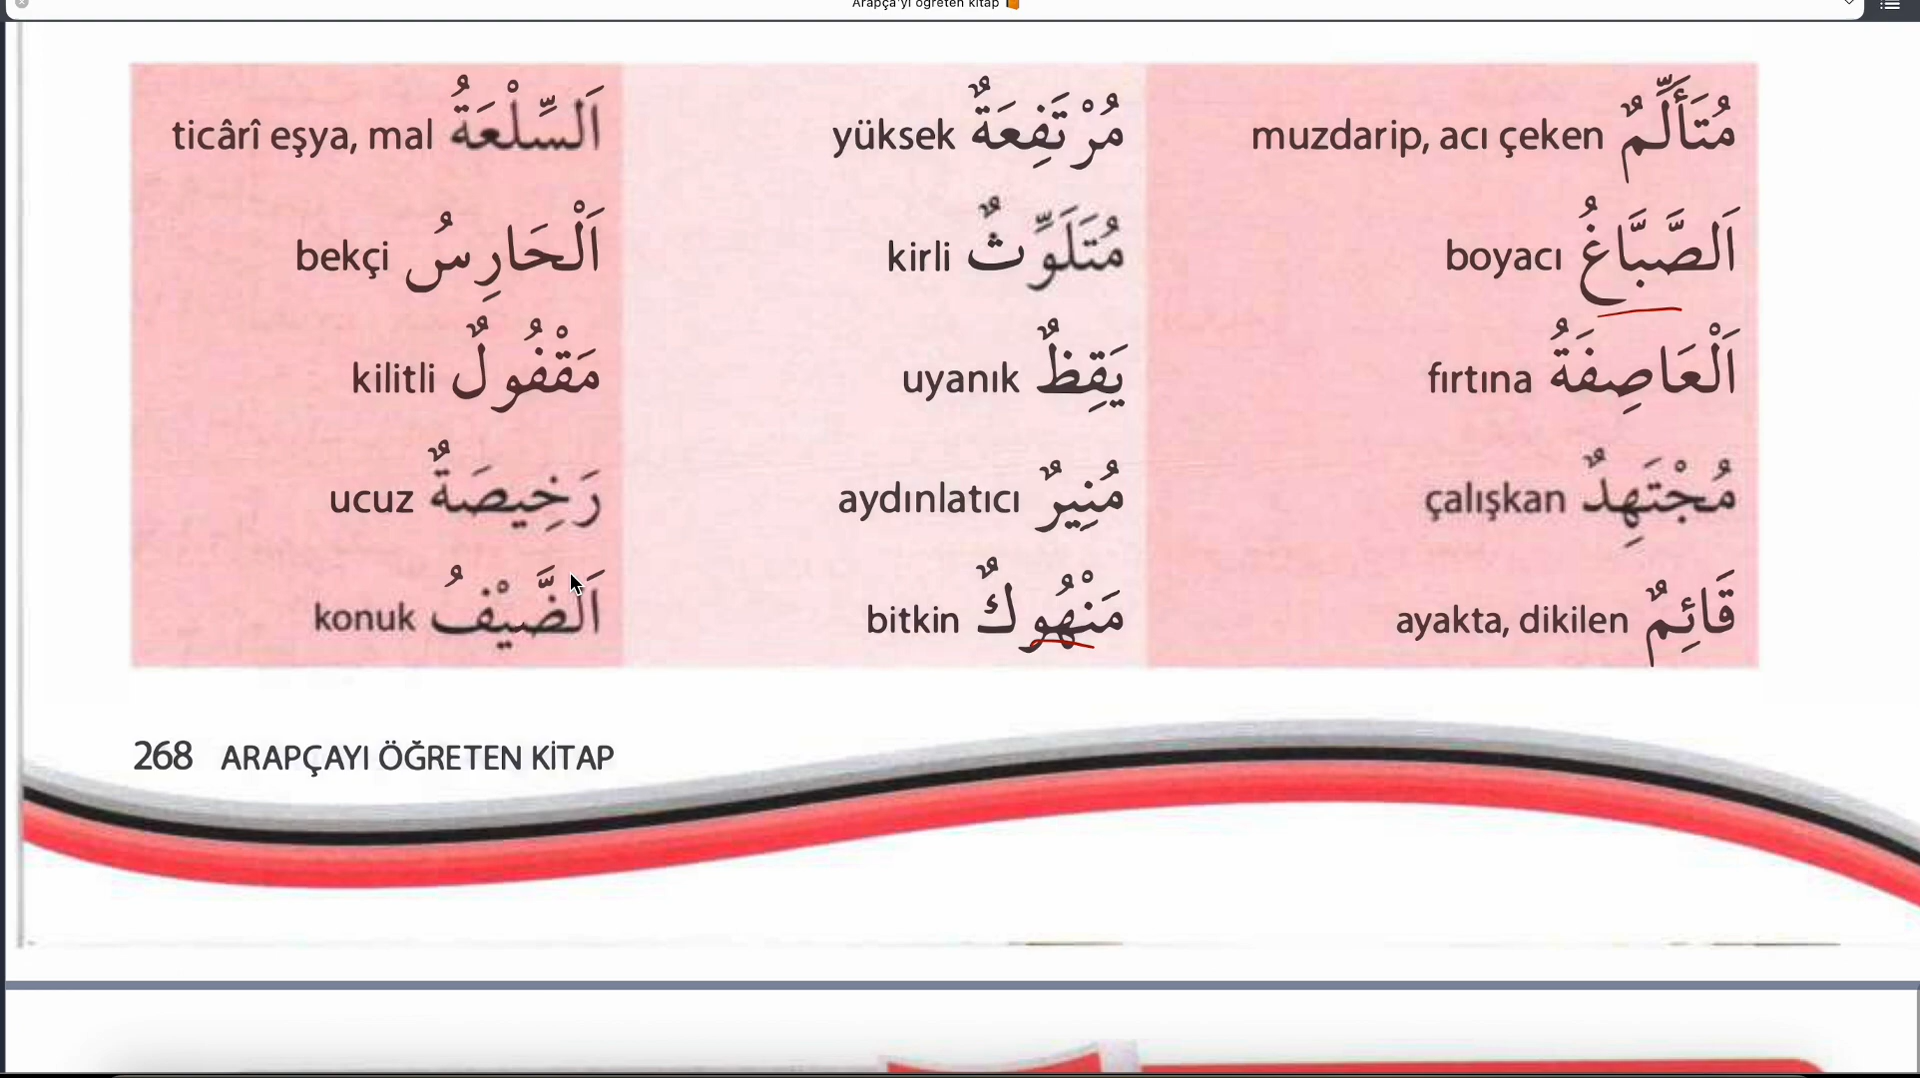 Arapça'yı öğreten kitap
مُتَأَلِّمٌ muzdarip, acı çeken
اَلصَّبَّاغُ boyacı
اَلْعَاصِفَةُ fırtına
مُجْتَهِدٌ çalışkan
قَائِمٌ ayakta, dikilen
مُرْتَفِعَةٌ yüksek
مُتَلَوِّثٌ kirli
يَقِظٌ uyanık
مُنِيرٌ aydınlatıcı
مَنْهُوكٌ bitkin
اَلسِّلْعَةُ ticârî eşya, mal
اَلْحَارِسُ bekçi
مَقْفُولٌ kilitli
رَخِيصَةٌ ucuz
اَلضَّيْفُ konuk
268 ARAPÇAYI ÖĞRETEN KİTAP